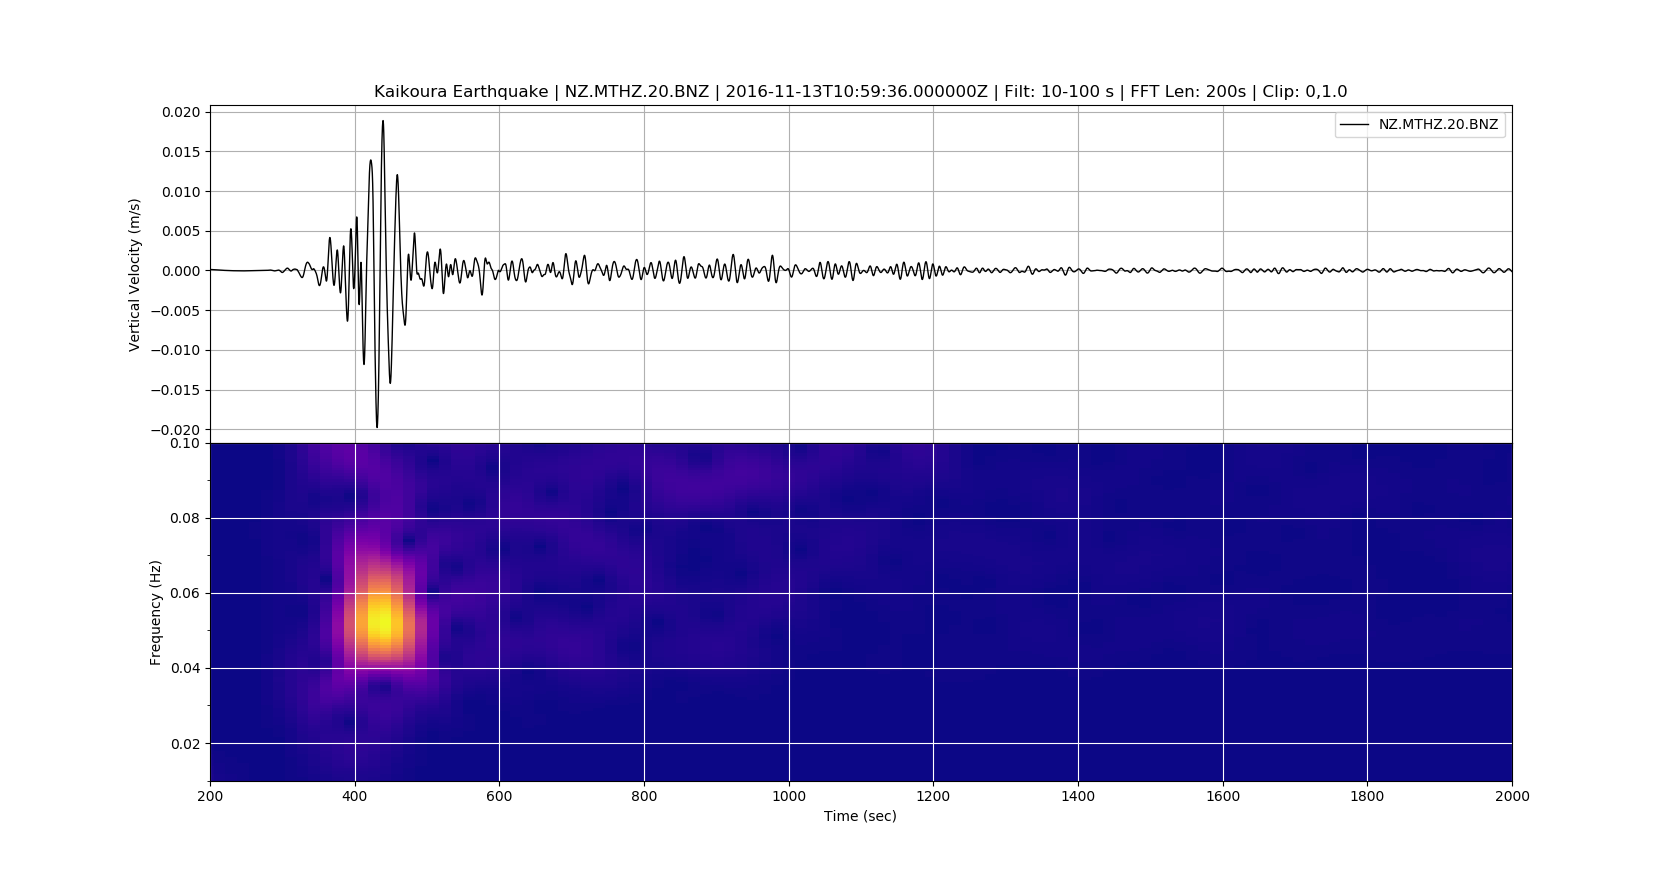 Kaikoura Earthquake | NZ.MTHZ.20.BNZ | 2016-11-13T10:59:36.000000Z | Filt: 10-100 s | FFT Len: 200s | Clip: 0,1.0
NZ.MTHZ.20.BNZ
Vertical Velocity (m/s)
0.020
0.015
0.010
0.005
0.000
−0.005
−0.010
−0.015
−0.020
Frequency (Hz)
0.10
0.08
0.06
0.04
0.02
200 400 600 800 1000 1200 1400 1600 1800 2000
Time (sec)